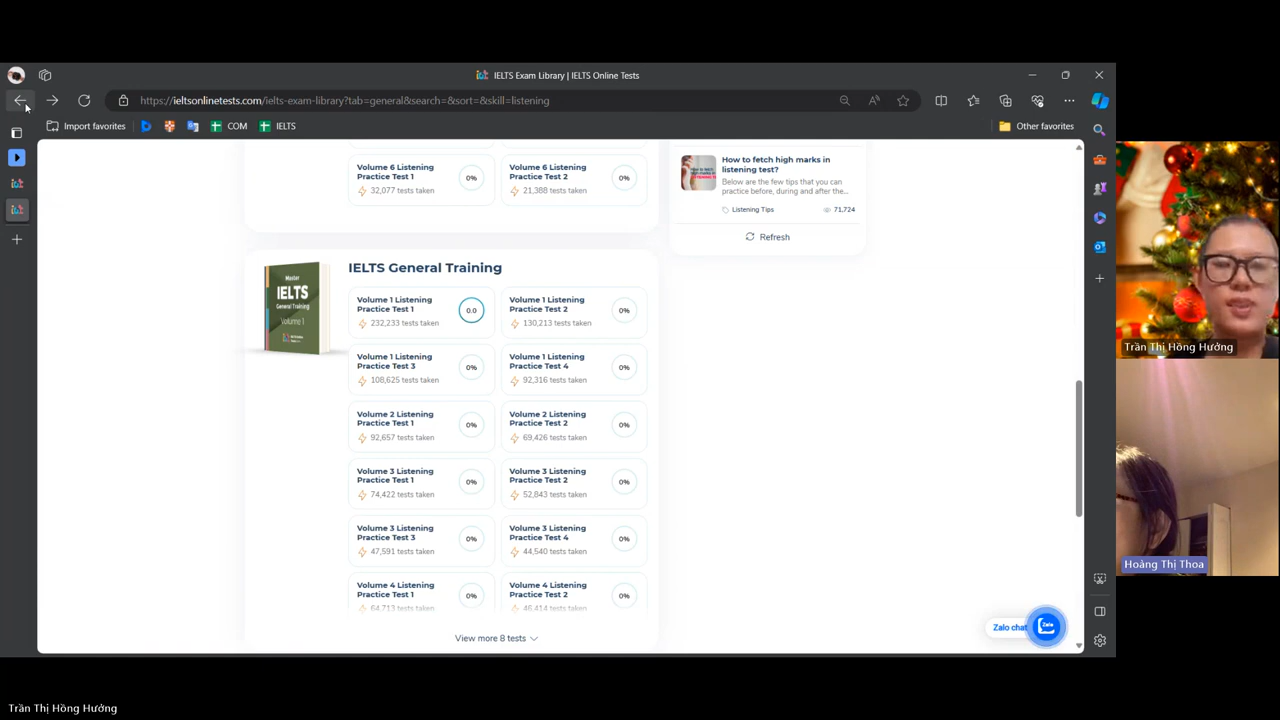 IELTS Exam Library | IELTS Online Tests
https://ieltsonlinetests.com/ielts-exam-library?tab=general&search=&sort=&skill=listening
Import favorites
COM
IELTS
Other favorites
Volume 6 Listening
Practice Test 1
32,077 tests taken
0%
Volume 6 Listening
Practice Test 2
21,388 tests taken
0%
How to fetch high marks in
listening test?
Below are the few tips that you can
practice before, during and after the...
Listening Tips
71,724
Refresh
Master
IELTS
General Training
Volume 1
IELTS General Training
Volume 1 Listening
Practice Test 1
232,233 tests taken
0.0
Volume 1 Listening
Practice Test 2
130,213 tests taken
0%
Volume 1 Listening
Practice Test 3
108,625 tests taken
0%
Volume 1 Listening
Practice Test 4
92,316 tests taken
0%
Volume 2 Listening
Practice Test 1
92,657 tests taken
0%
Volume 2 Listening
Practice Test 2
69,426 tests taken
0%
Volume 3 Listening
Practice Test 1
74,422 tests taken
0%
Volume 3 Listening
Practice Test 2
52,843 tests taken
0%
Volume 3 Listening
Practice Test 3
47,591 tests taken
0%
Volume 3 Listening
Practice Test 4
44,540 tests taken
0%
Volume 4 Listening
Practice Test 1
64,713 tests taken
0%
Volume 4 Listening
Practice Test 2
46,414 tests taken
0%
View more 8 tests
Zalo chat
Zalo
Trần Thị Hồng Hưởng
Hoàng Thị Thoa
Trần Thị Hồng Hưởng